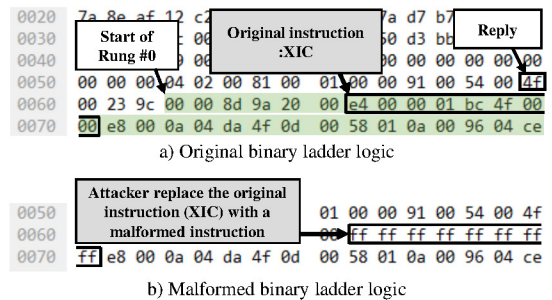 0020 7a 8e af 12 c2 7a d7 b7
Start of
Rung #0
Original instruction
:XIC
Reply
0040 00 00 00 00
0050 00 00 00 04 02 00 81 00 01 00 00 91 00 54 00 4f
0060 00 23 9c 00 00 8d 9a 20 00 e4 00 00 01 bc 4f 00
0070 00 e8 00 0a 04 da 4f 0d 00 58 01 0a 00 96 04 ce
a) Original binary ladder logic
Attacker replace the original
instruction (XIC) with a
malformed instruction
0050 01 00 00 91 00 54 00 4f
0060 ff ff ff ff ff ff ff
0070 ff e8 00 0a 04 da 4f 0d 00 58 01 0a 00 96 04 ce
b) Malformed binary ladder logic